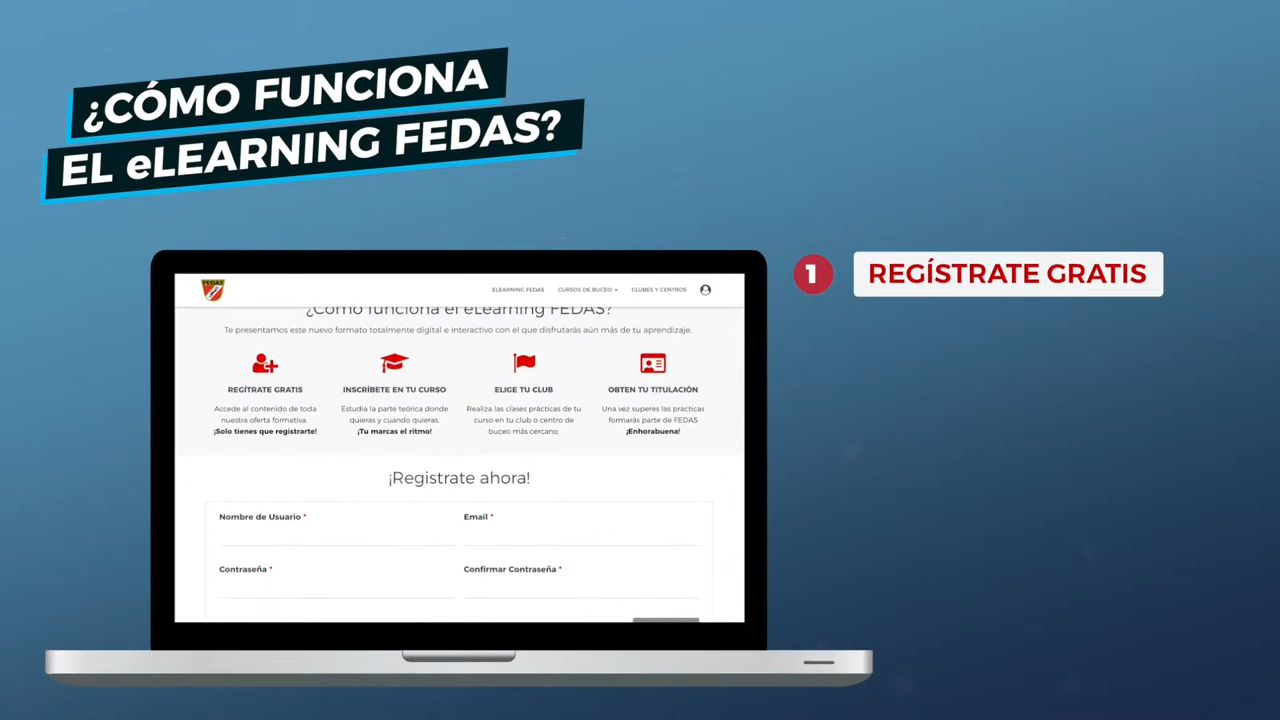 ¿CÓMO FUNCIONA
EL eLEARNING FEDAS?
1 REGÍSTRATE GRATIS
FEDAS
ELEARNING FEDAS CURSOS DE BUCEO CLUBES Y CENTROS
¿Cómo funciona el eLearning FEDAS?
Te presentamos este nuevo formato totalmente digital e interactivo con el que disfrutarás aún más de tu aprendizaje.
REGÍTRATE GRATIS
Accede al contenido de toda
nuestra oferta formativa.
¡Solo tienes que registrarte!
INSCRÍBETE EN TU CURSO
Estudia la parte teórica donde
quieras y cuando quieras.
¡Tu marcas el ritmo!
ELIGE TU CLUB
Realiza las clases prácticas de tu
curso en tu club o centro de
buceo más cercano.
OBTEN TU TITULACIÓN
Una vez superes las practicas
formarás parte de FEDAS
¡Enhorabuena!
¡Registrate ahora!
Nombre de Usuario * Email *
Contraseña * Confirmar Contraseña *